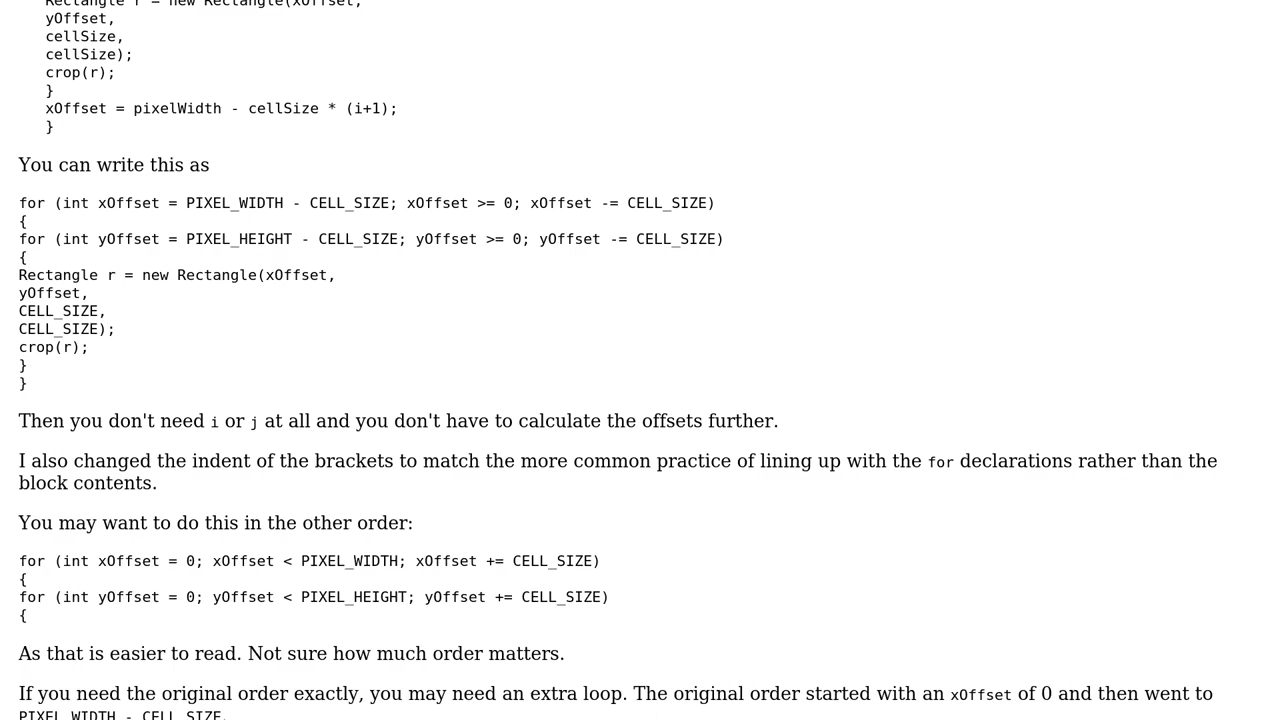 Rectangle r = new Rectangle(xOffset,
yOffset,
cellSize,
cellSize);
crop(r);
}
xOffset = pixelWidth - cellSize * (i+1);
}
You can write this as
for (int xOffset = PIXEL_WIDTH - CELL_SIZE; xOffset >= 0; xOffset -= CELL_SIZE)
{
for (int yOffset = PIXEL_HEIGHT - CELL_SIZE; yOffset >= 0; yOffset -= CELL_SIZE)
{
Rectangle r = new Rectangle(xOffset,
yOffset,
CELL_SIZE,
CELL_SIZE);
crop(r);
}
}
Then you don't need i or j at all and you don't have to calculate the offsets further.
I also changed the indent of the brackets to match the more common practice of lining up with the for declarations rather than the
block contents.
You may want to do this in the other order:
for (int xOffset = 0; xOffset < PIXEL_WIDTH; xOffset += CELL_SIZE)
{
for (int yOffset = 0; yOffset < PIXEL_HEIGHT; yOffset += CELL_SIZE)
{
As that is easier to read. Not sure how much order matters.
If you need the original order exactly, you may need an extra loop. The original order started with an xOffset of 0 and then went to
PIXEL_WIDTH - CELL_SIZE.